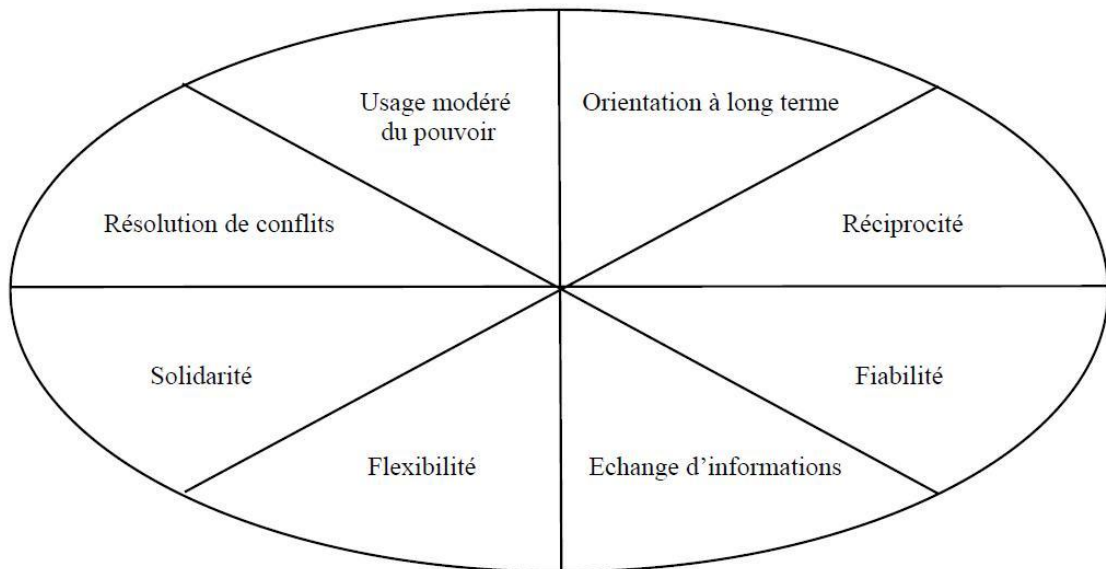 Usage modéré
du pouvoir
Orientation à long terme
Résolution de conflits
Réciprocité
Solidarité
Fiabilité
Flexibilité
Echange d’informations